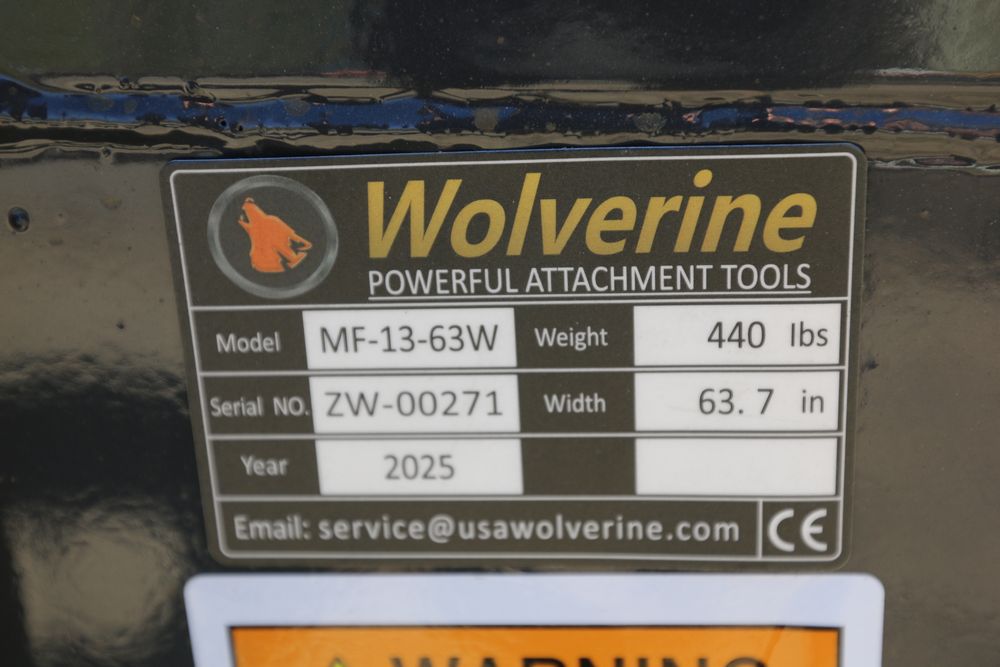 Wolverine
POWERFUL ATTACHMENT TOOLS
Model MF-13-63W Weight 440 lbs
Serial NO. ZW-00271 Width 63.7 in
Year 2025
Email: service@usawolverine.com CE
WARNING